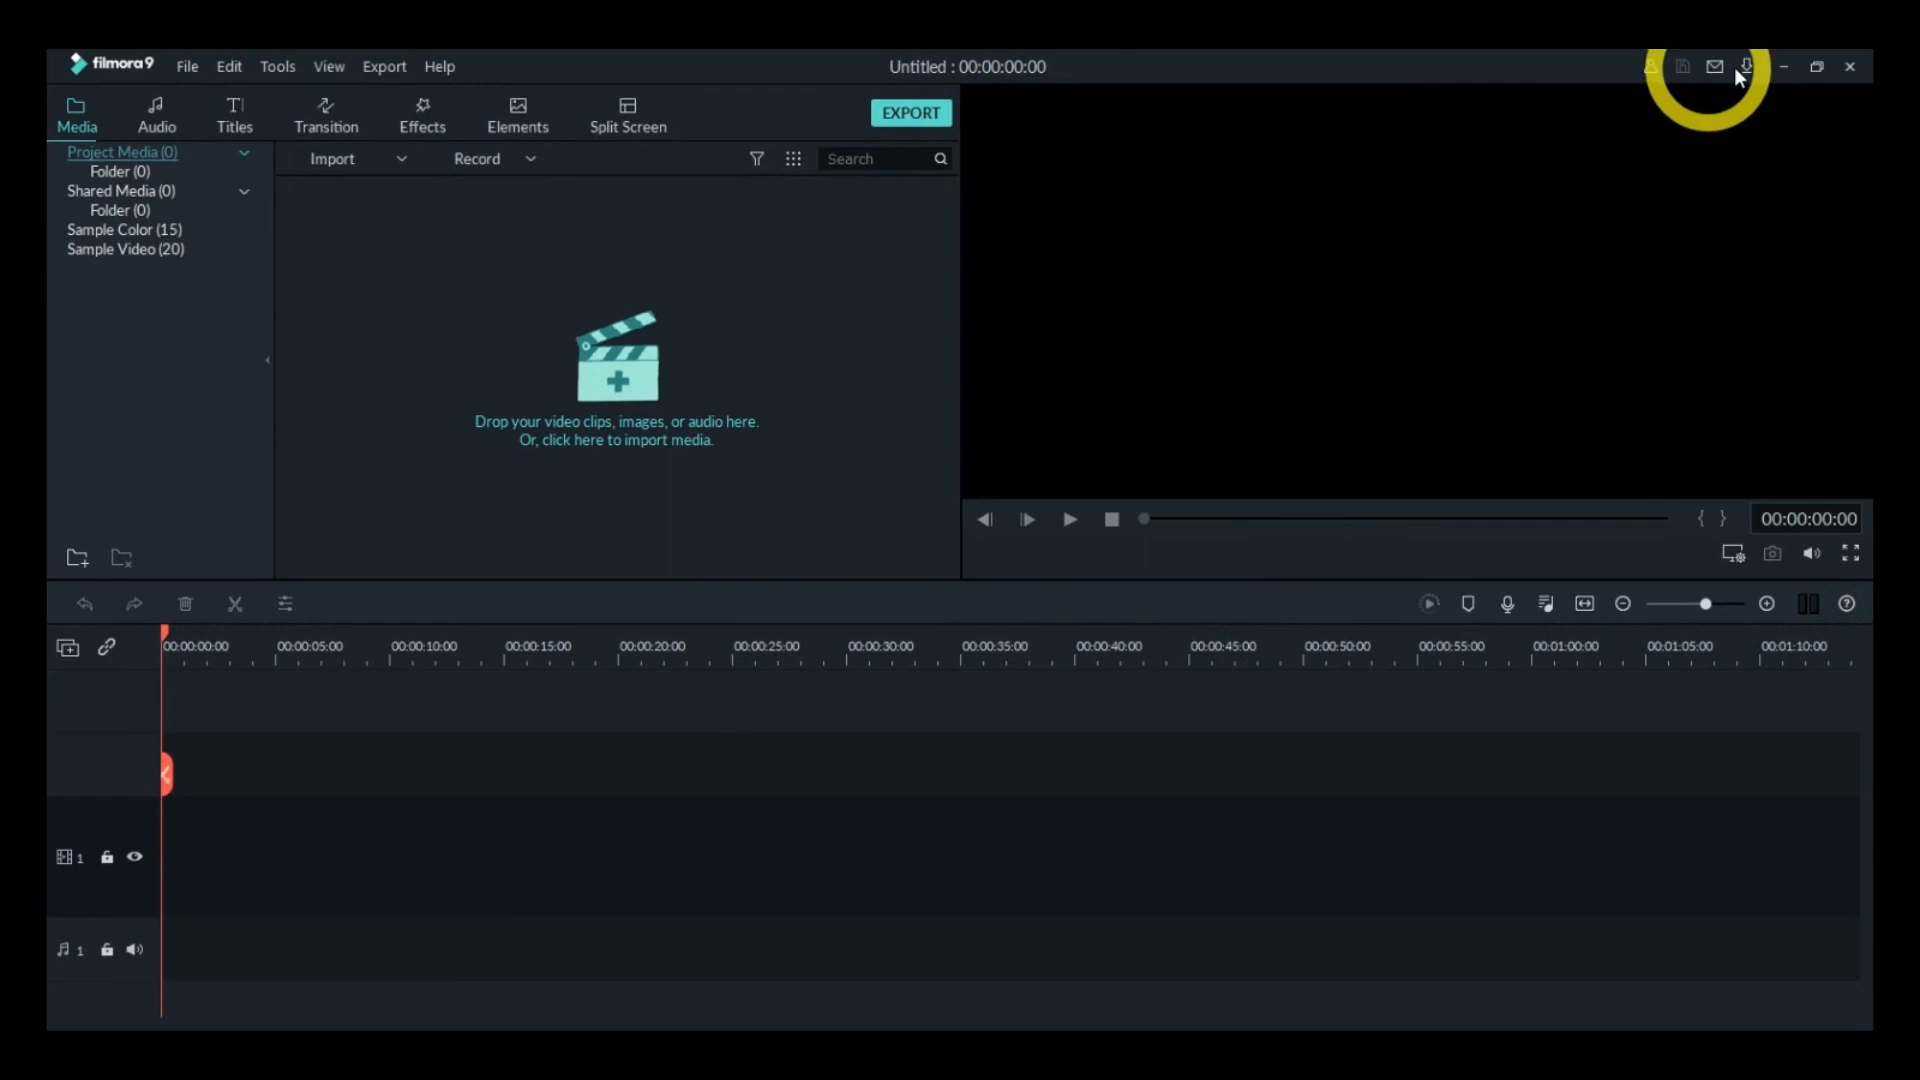 filmora9 File Edit Tools View Export Help Untitled : 00:00:00:00
Media Audio Titles Transition Effects Elements Split Screen EXPORT
Project Media (0)
Folder (0)
Shared Media (0)
Folder (0)
Sample Color (15)
Sample Video (20)
Import Record Search
Drop your video clips, images, or audio here.
Or, click here to import media.
{ } 00:00:00:00
00:00:00:00 00:00:05:00 00:00:10:00 00:00:15:00 00:00:20:00 00:00:25:00 00:00:30:00 00:00:35:00 00:00:40:00 00:00:45:00 00:00:50:00 00:00:55:00 00:01:00:00 00:01:05:00 00:01:10:00
1
1